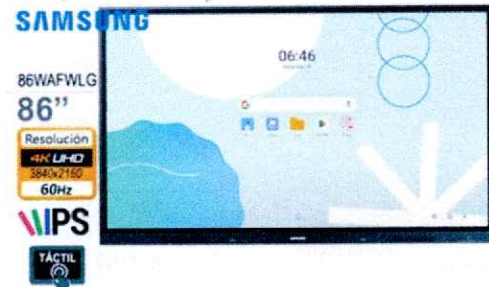 SAMSUNG
86WAFWLG
86”
Resolución
4K UHD
3840x2160
60Hz
IPS
TÁCTIL
06:46